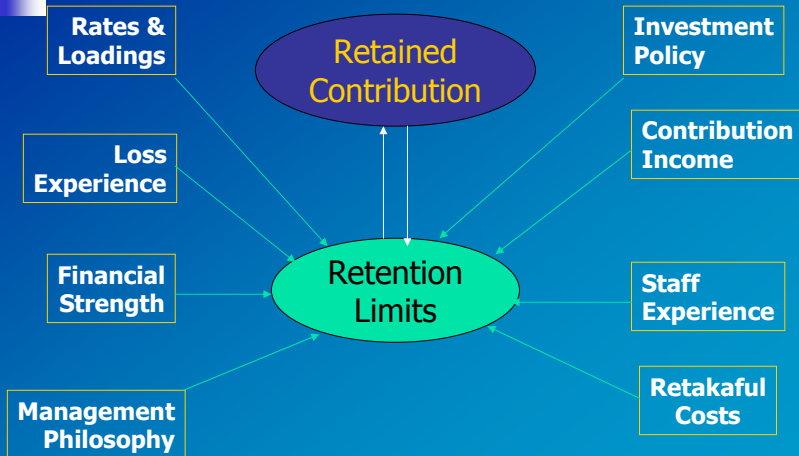 Rates &
Loadings
Retained
Contribution
Investment
Policy
Loss
Experience
Contribution
Income
Financial
Strength
Retention
Limits
Staff
Experience
Management
Philosophy
Retakaful
Costs